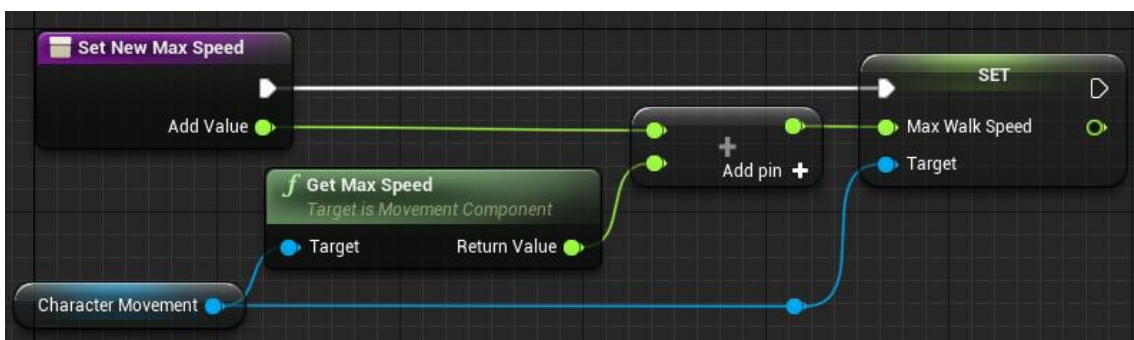 Set New Max Speed
SET
Add Value
Max Walk Speed
Add pin
Target
f Get Max Speed
Target is Movement Component
Target
Return Value
Character Movement